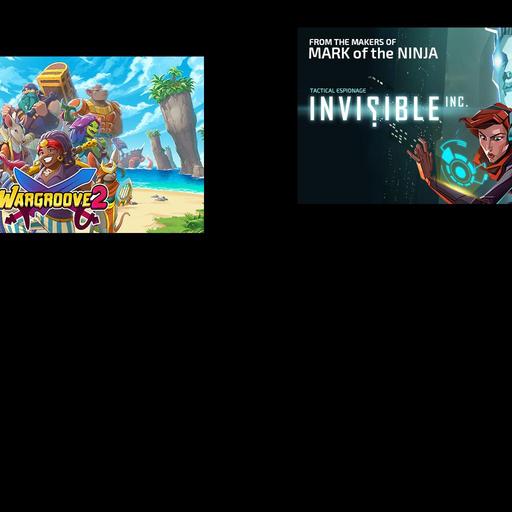 WARGROOVE 2
FROM THE MAKERS OF
MARK of the NINJA
TACTICAL ESPIONAGE
INVISIBLE INC.